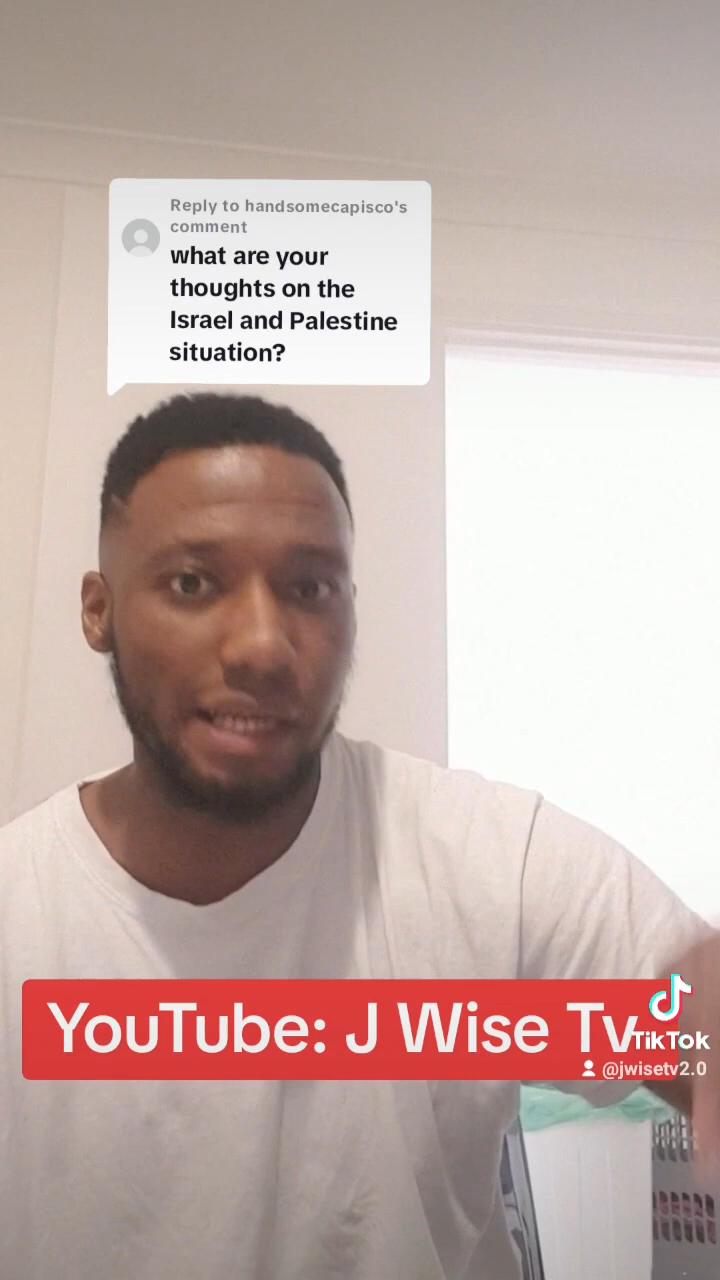 Reply to handsomecapisco's
comment
what are your
thoughts on the
Israel and Palestine
situation?
YouTube: J Wise Tv
TikTok
@jwisetv2.0